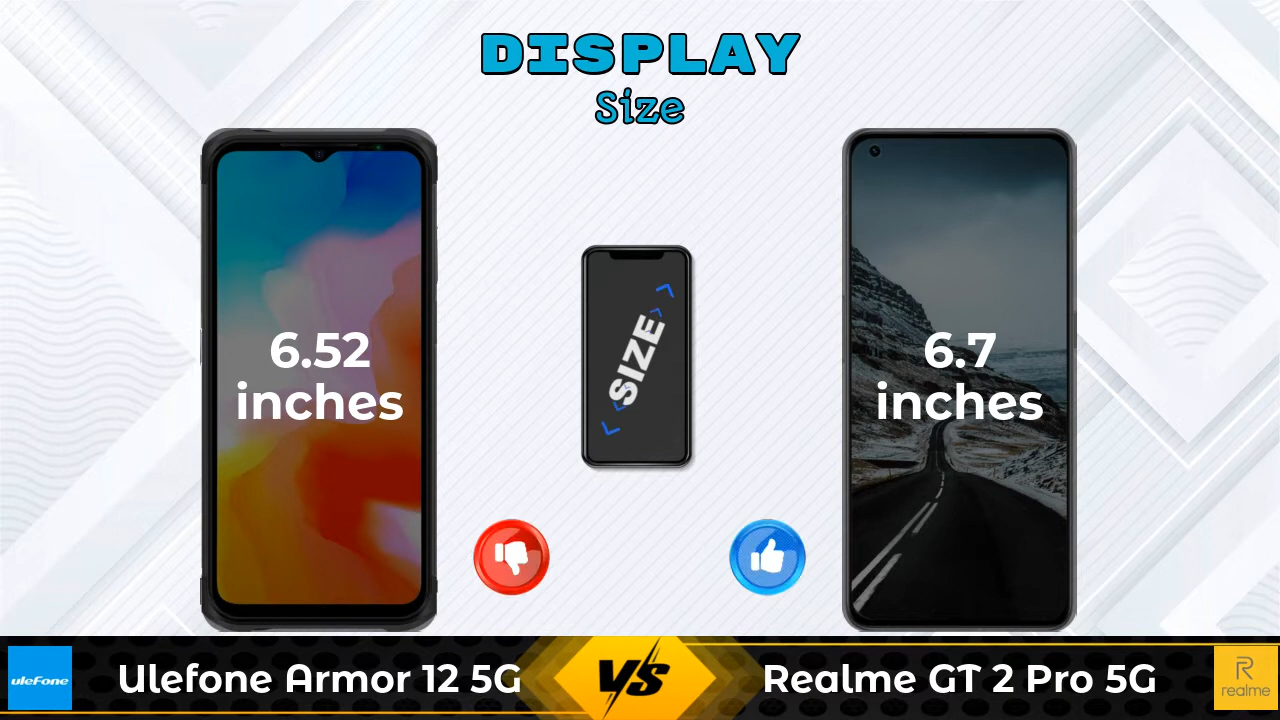 DISPLAY
Size
6.52
inches
SIZE
6.7
inches
uleFone
Ulefone Armor 12 5G
VS
Realme GT 2 Pro 5G
R
realme